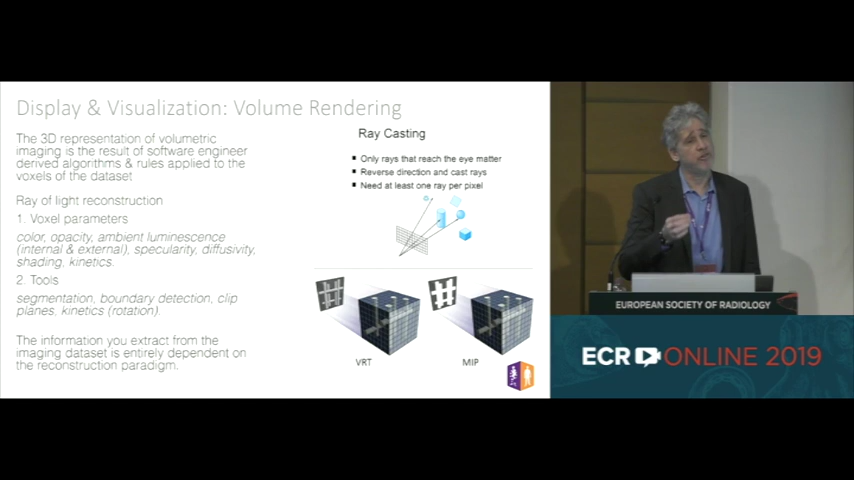 Display & Visualization: Volume Rendering
The 3D representation of volumetric
imaging is the result of software engineer
derived algorithms & rules applied to the
voxels of the dataset
Ray of light reconstruction
1. Voxel parameters
color, opacity, ambient luminescence
(internal & external), specularity, diffusivity,
shading, kinetics.
2. Tools
segmentation, boundary detection, clip
planes, kinetics (rotation).
The information you extract from the
imaging dataset is entirely dependent on
the reconstruction paradigm.
Ray Casting
▪ Only rays that reach the eye matter
▪ Reverse direction and cast rays
▪ Need at least one ray per pixel
VRT
MIP
EUROPEAN SOCIETY OF RADIOLOGY
ECR ONLINE 2019